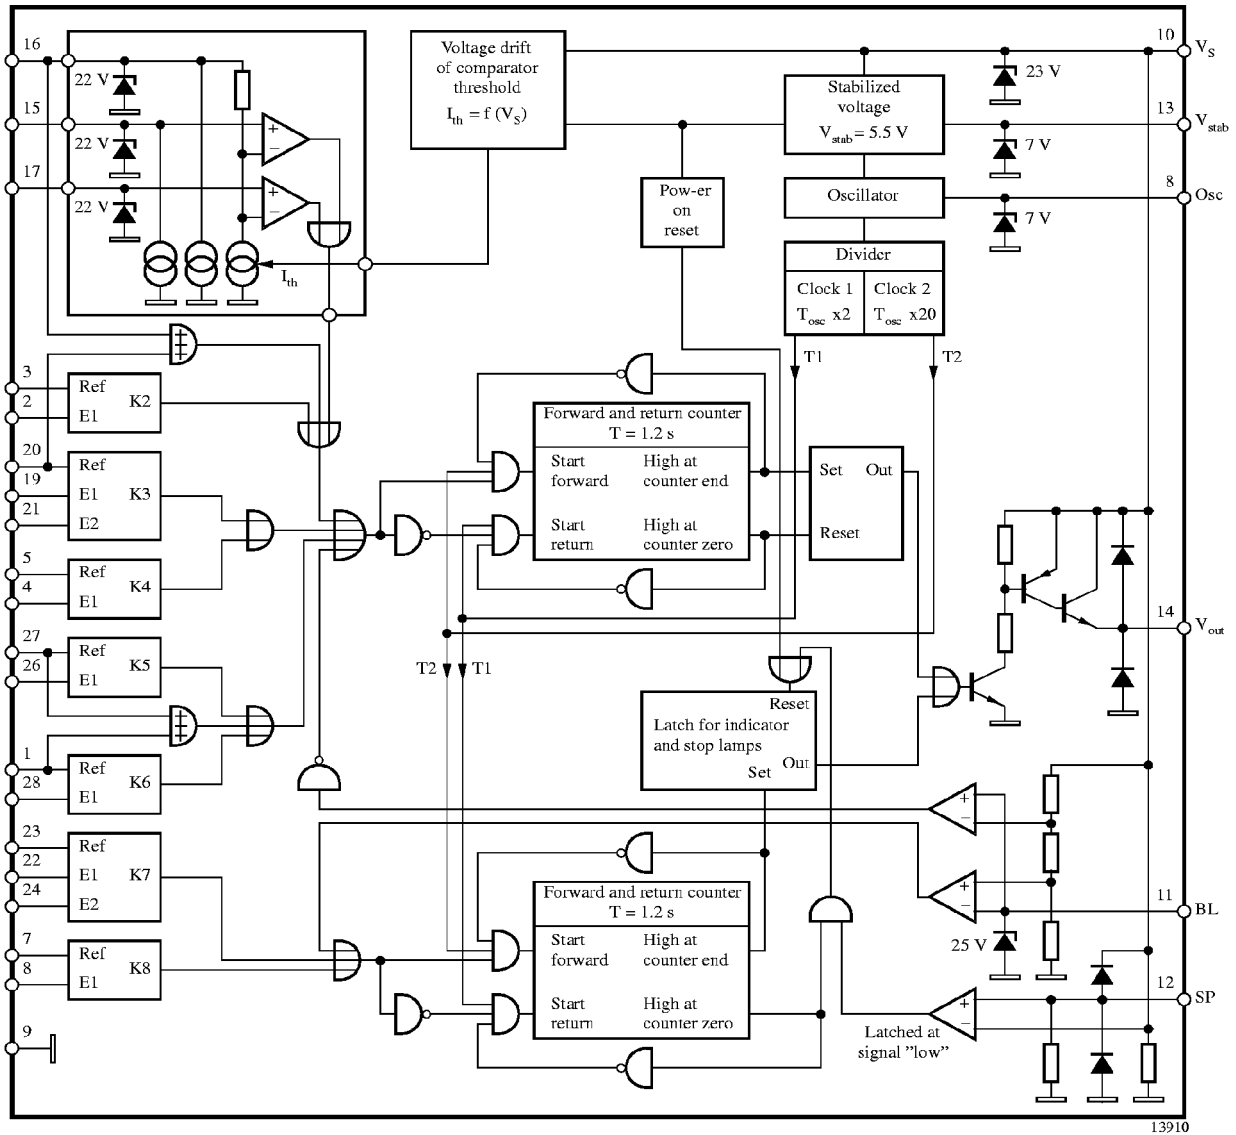 16
22 V
15
22 V
17
22 V
+
−
+
−
I th
Voltage drift
of comparator
threshold
I th = f (V S )
Stabilized
voltage
V stab = 5.5 V
Pow-er
on
reset
Oscillator
Divider
Clock 1
T osc x2
Clock 2
T osc x20
T1
T2
10
V S
23 V
13
V stab
7 V
8
Osc
7 V
3
2
Ref
E1
K2
20
19
21
Ref
E1
E2
K3
5
4
Ref
E1
K4
27
26
Ref
E1
K5
1
28
Ref
E1
K6
23
22
24
Ref
E1
E2
K7
7
8
Ref
E1
K8
9
Forward and return counter
T = 1.2 s
Start
forward
High at
counter end
Start
return
High at
counter zero
Set
Out
Reset
T2
T1
14
V out
Reset
Latch for indicator
and stop lamps
Out
Set
Forward and return counter
T = 1.2 s
Start
forward
High at
counter end
Start
return
High at
counter zero
+
−
+
−
11
BL
25 V
12
SP
+
−
Latched at
signal ”low”
13910